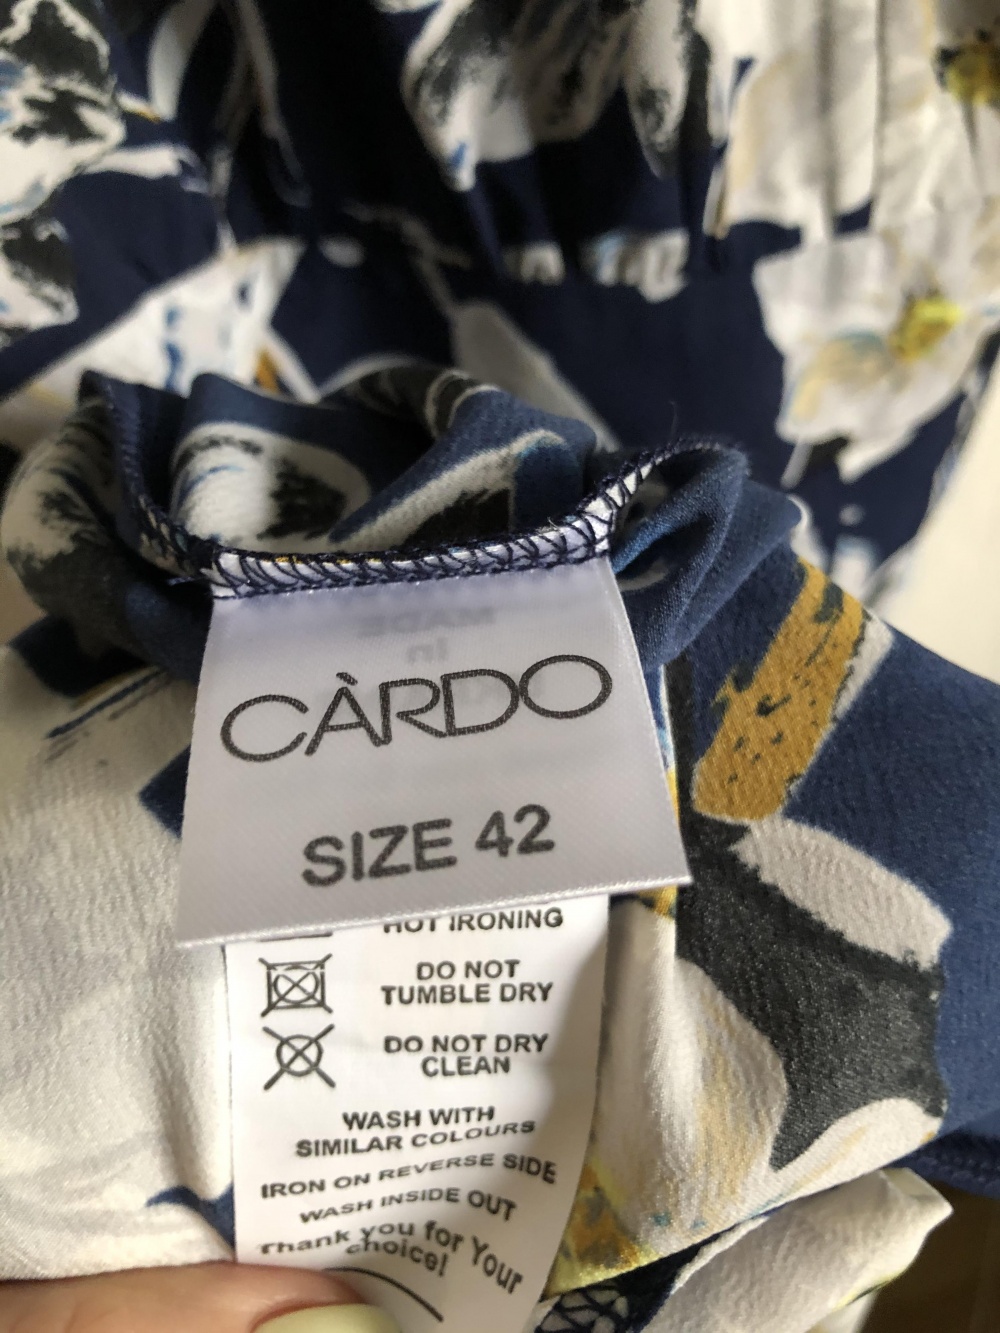 CÀRDO
SIZE 42
HOT IRONING
DO NOT
TUMBLE DRY
DO NOT DRY
CLEAN
WASH WITH
SIMILAR COLOURS
IRON ON REVERSE SIDE
WASH INSIDE OUT
Thank you for Your
choice!